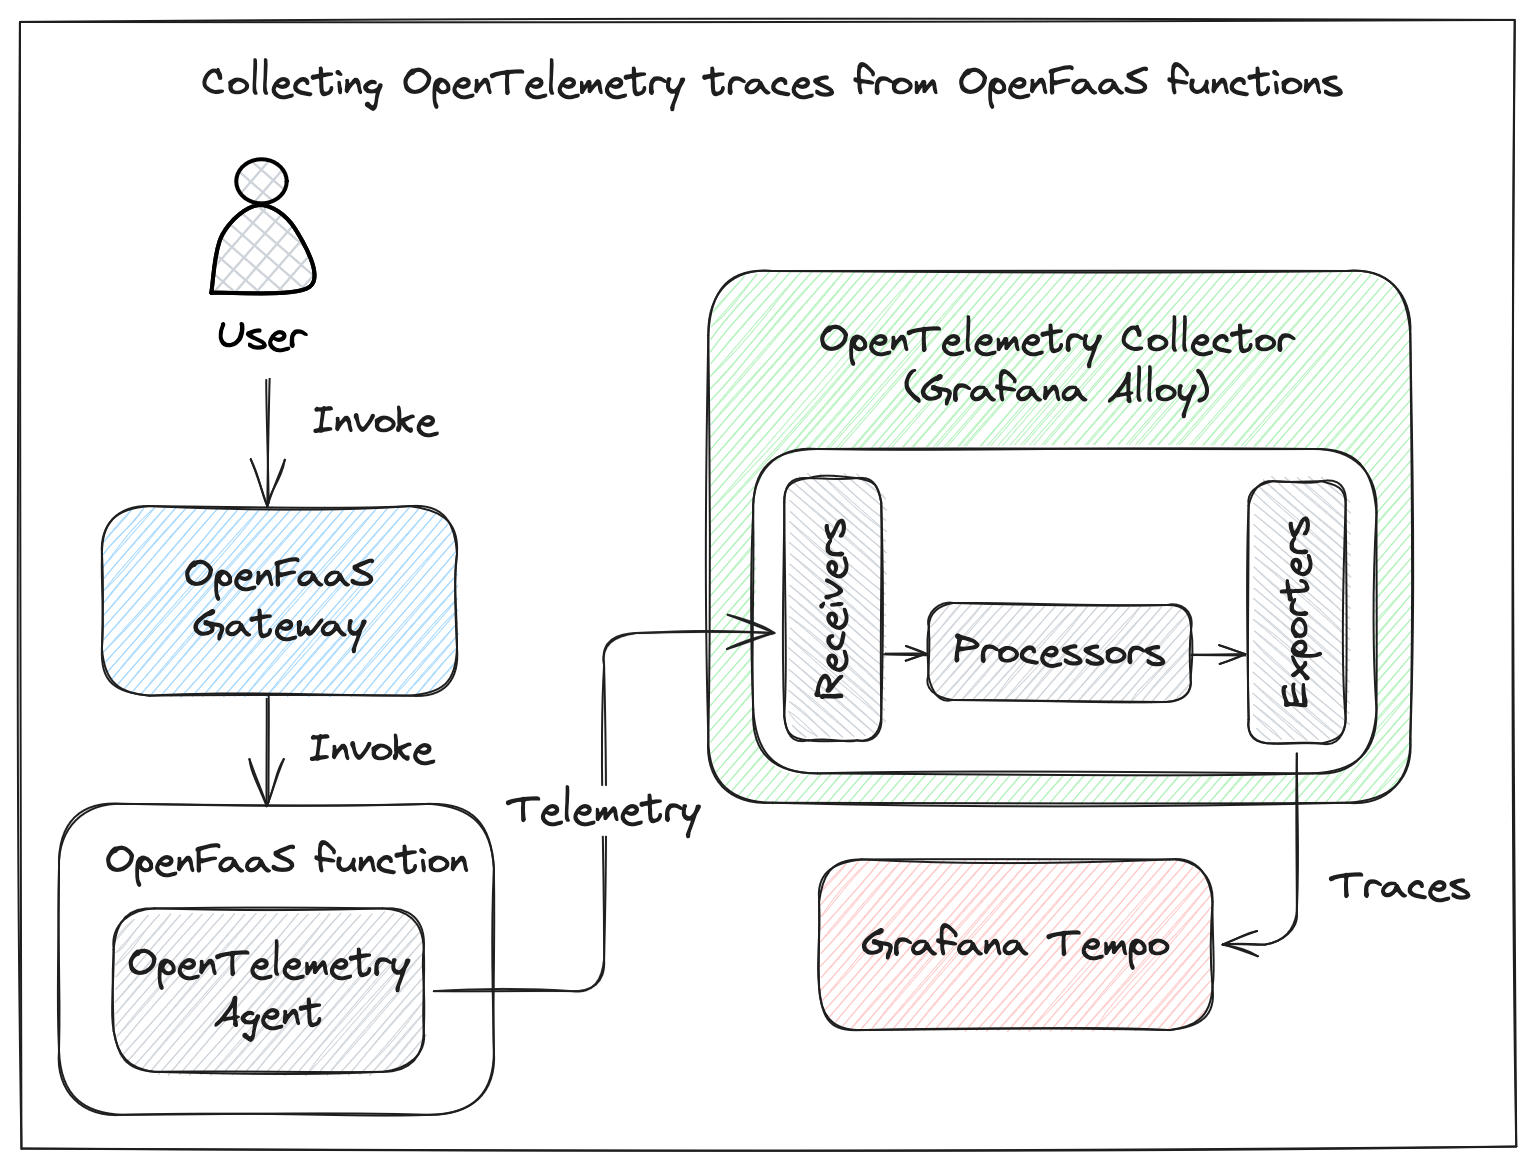 Collecting OpenTelemetry traces from OpenFaaS functions
User
Invoke
OpenFaaS
Gateway
Invoke
OpenFaaS function
OpenTelemetry
Agent
Telemetry
OpenTelemetry Collector
(Grafana Alloy)
Receivers
Processors
Exporters
Traces
Grafana Tempo